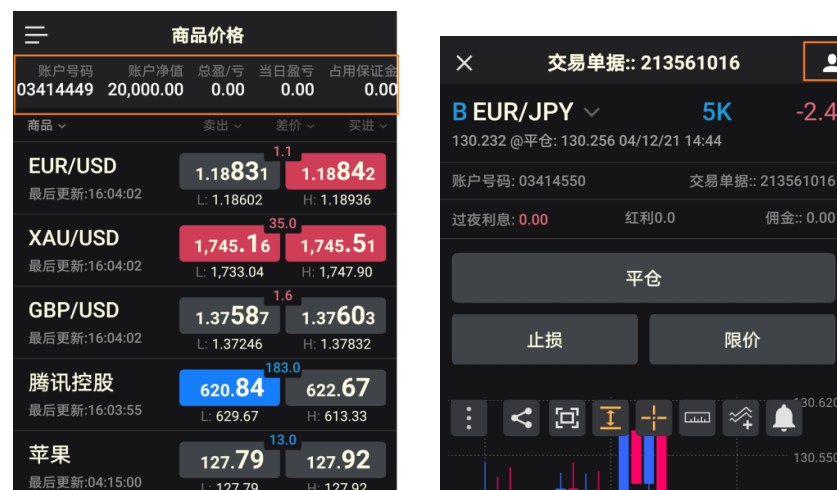 商品价格
账户号码 账户净值 总盈/亏 当日盈亏 占用保证金
03414449 20,000.00 0.00 0.00 0.00
商品 卖出 差价 买进
EUR/USD 1.18831 1.1 1.18842
最后更新:16:04:02 L: 1.18602 H: 1.18936
XAU/USD 1,745.16 35.0 1,745.51
最后更新:16:04:02 L: 1,733.04 H: 1,747.90
GBP/USD 1.37587 1.6 1.37603
最后更新:16:04:02 L: 1.37246 H: 1.37832
腾讯控股 620.84 183.0 622.67
最后更新:16:03:55 L: 629.67 H: 613.33
苹果 127.79 13.0 127.92
最后更新:04:15:00 L: 127.79 H: 127.92
交易单据:: 213561016
B EUR/JPY 5K -2.4
130.232 @平仓: 130.256 04/12/21 14:44
账户号码: 03414550 交易单据:: 213561016
过夜利息: 0.00 红利0.0 佣金:: 0.00
平仓
止损 限价
130.550